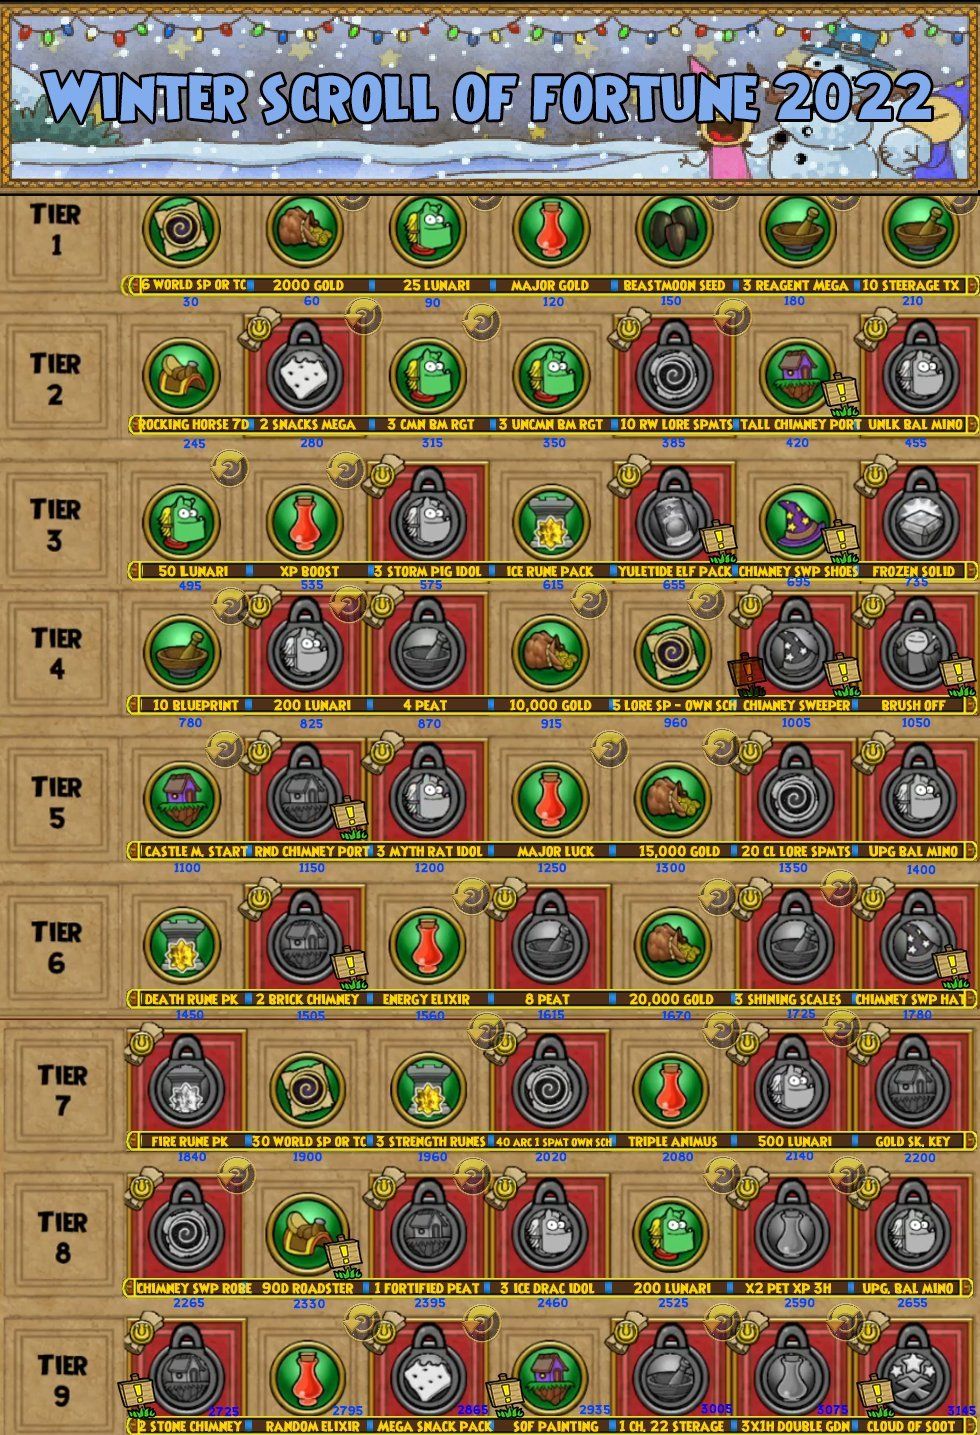 WINTER SCROLL OF FORTUNE 2022
TIER 1
6 WORLD SP OR TC 2000 GOLD 25 LUNARI MAJOR GOLD BEASTMOON SEED 3 REAGENT MEGA 10 STEERAGE TX
30 60 90 120 150 180 210
TIER 2
ROCKING HORSE 7D 2 SNACKS MEGA 3 CMN BM RGT 3 UNCMN BM RGT 10 RW LORE SPMTS TALL CHIMNEY PORT UNLK BAL MINO
245 280 315 350 385 420 455
TIER 3
50 LUNARI XP BOOST 3 STORM PIG IDOL ICE RUNE PACK YULETIDE ELF PACK CHIMNEY SWP SHOES FROZEN SOLID
495 535 575 615 655 695 735
TIER 4
10 BLUEPRINT 200 LUNARI 4 PEAT 10,000 GOLD 5 LORE SP - OWN SCH CHIMNEY SWEEPER BRUSH OFF
780 825 870 915 960 1005 1050
TIER 5
CASTLE M. START RND CHIMNEY PORT 3 MYTH RAT IDOL MAJOR LUCK 15,000 GOLD 20 CL LORE SPMTS UPG BAL MINO
1100 1150 1200 1250 1300 1350 1400
TIER 6
DEATH RUNE PK 2 BRICK CHIMNEY ENERGY ELIXIR 8 PEAT 20,000 GOLD 3 SHINING SCALES CHIMNEY SWP HAT
1450 1505 1560 1615 1670 1725 1780
TIER 7
FIRE RUNE PK 30 WORLD SP OR TC 3 STRENGTH RUNES 40 ARC 1 SPMT OWN SCH TRIPLE ANIMUS 500 LUNARI GOLD SK. KEY
1840 1900 1960 2020 2080 2140 2200
TIER 8
CHIMNEY SWP ROBE 90D ROADSTER 1 FORTIFIED PEAT 3 ICE DRAC IDOL 200 LUNARI X2 PET XP 3H UPG. BAL MINO
2265 2330 2395 2460 2525 2590 2655
TIER 9
2725 2795 2865 2935 3005 3075 3145
2 STONE CHIMNEY RANDOM ELIXIR MEGA SNACK PACK SOF PAINTING 1 CH. 22 STERAGE 3X1H DOUBLE GDN CLOUD OF SOOT